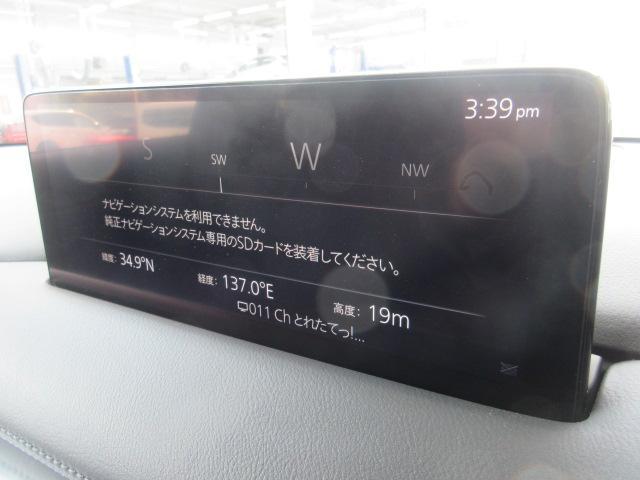 3:39 pm
S SW W NW
ナビゲーションシステムを利用できません。
純正ナビゲーションシステム専用のSDカードを装着してください。
緯度: 34.9°N 経度: 137.0°E 高度: 19m
011 Ch とれたてっ!...